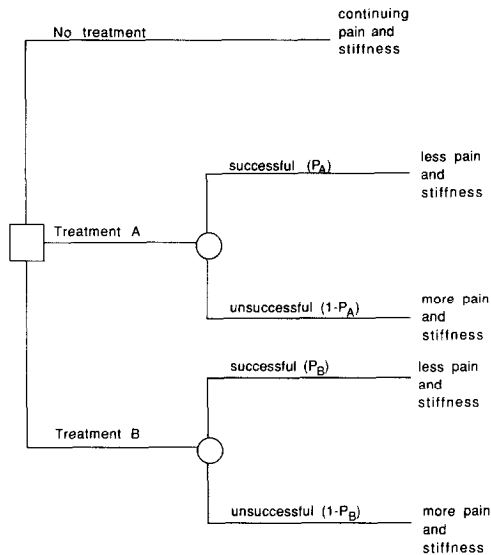 No treatment
continuing
pain and
stiffness
successful (PA)
less pain
and
stiffness
Treatment A
unsuccessful (1-PA)
more pain
and
stiffness
successful (PB)
less pain
and
stiffness
Treatment B
unsuccessful (1-PB)
more pain
and
stiffness